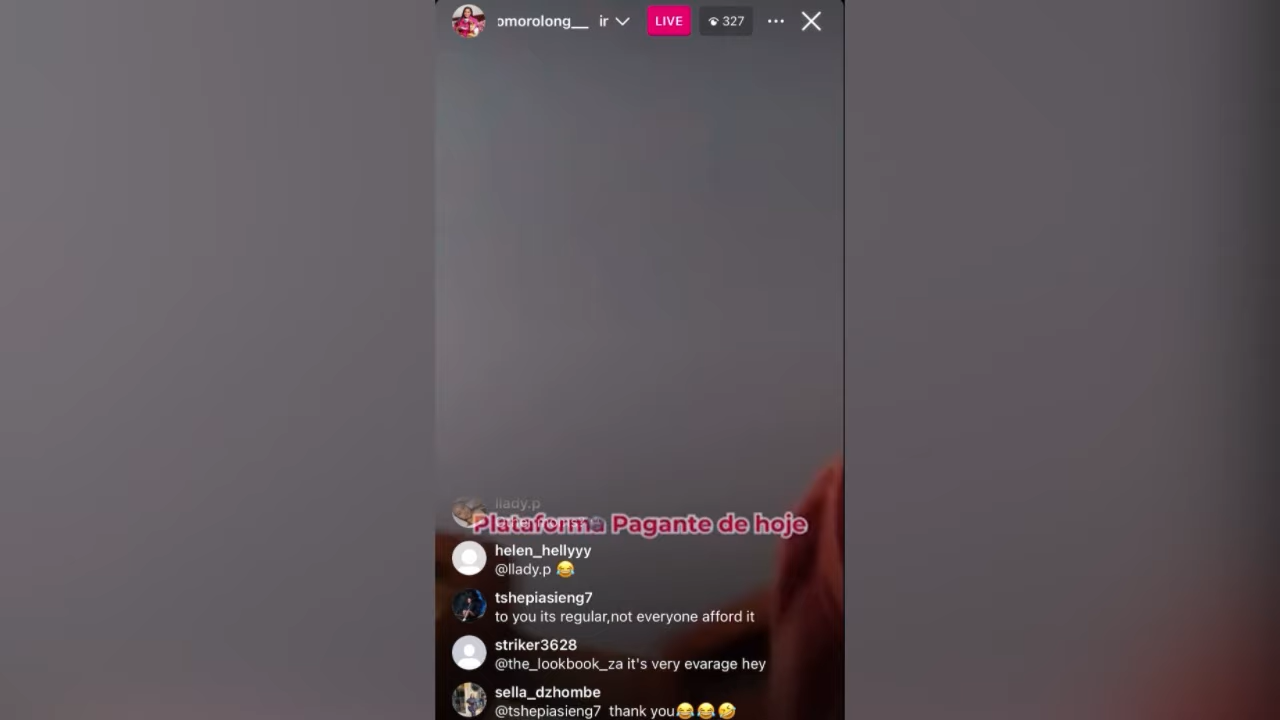 omorolong__ ir
LIVE
327
llady.p
Plataforma Pagante de hoje
helen_hellyyy
@llady.p 😂
tshepiasieng7
to you its regular,not everyone afford it
striker3628
@the_lookbook_za it's very evarage hey
sella_dzhombe
@tshepiasieng7 thank you😂😂🤣